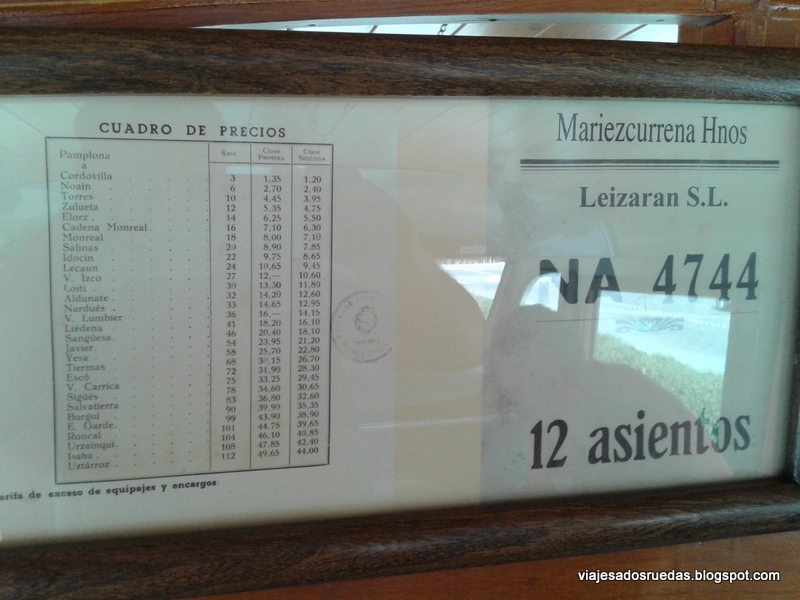 CUADRO DE PRECIOS
Pamplona a Kms. Clase Primera Clase Segunda
Cordovilla 3 1,35 1,20
Noain 6 2,70 2,40
Torres 10 4,45 3,95
Zulueta 12 5,35 4,75
Elorz 14 6,25 5,50
Cadena Monreal 16 7,10 6,30
Monreal 18 8,00 7,10
Salinas 20 8,90 7,85
Idocin 22 9,75 8,65
Lecaun 24 10,65 9,45
V. Izco 27 12,— 10,60
Loiti 30 13,30 11,80
Aldunate 32 14,20 12,60
Nardués 33 14,65 12,95
V. Lumbier 36 16,— 14,15
Liédena 41 18,20 16,10
Sangüesa 46 20,40 18,10
Javier 54 23,95 21,20
Yesa 58 25,70 22,80
Tiermas 68 30,15 26,70
Escó 72 31,90 28,30
V. Carrica 75 33,25 29,45
Sigüés 78 34,60 30,65
Salvatierra 83 36,80 32,60
Burgui 90 39,90 35,35
E. Garde 99 43,90 38,90
Roncal 101 44,75 39,65
Urzainqui 104 46,10 40,85
Isaba 108 47,85 42,40
Uztárroz 112 49,65 44,00
arifa de exceso de equipajes y encargos:
Mariezcurrena Hnos
Leizaran S.L.
NA 4744
12 asientos
viajesadosruedas.blogspot.com